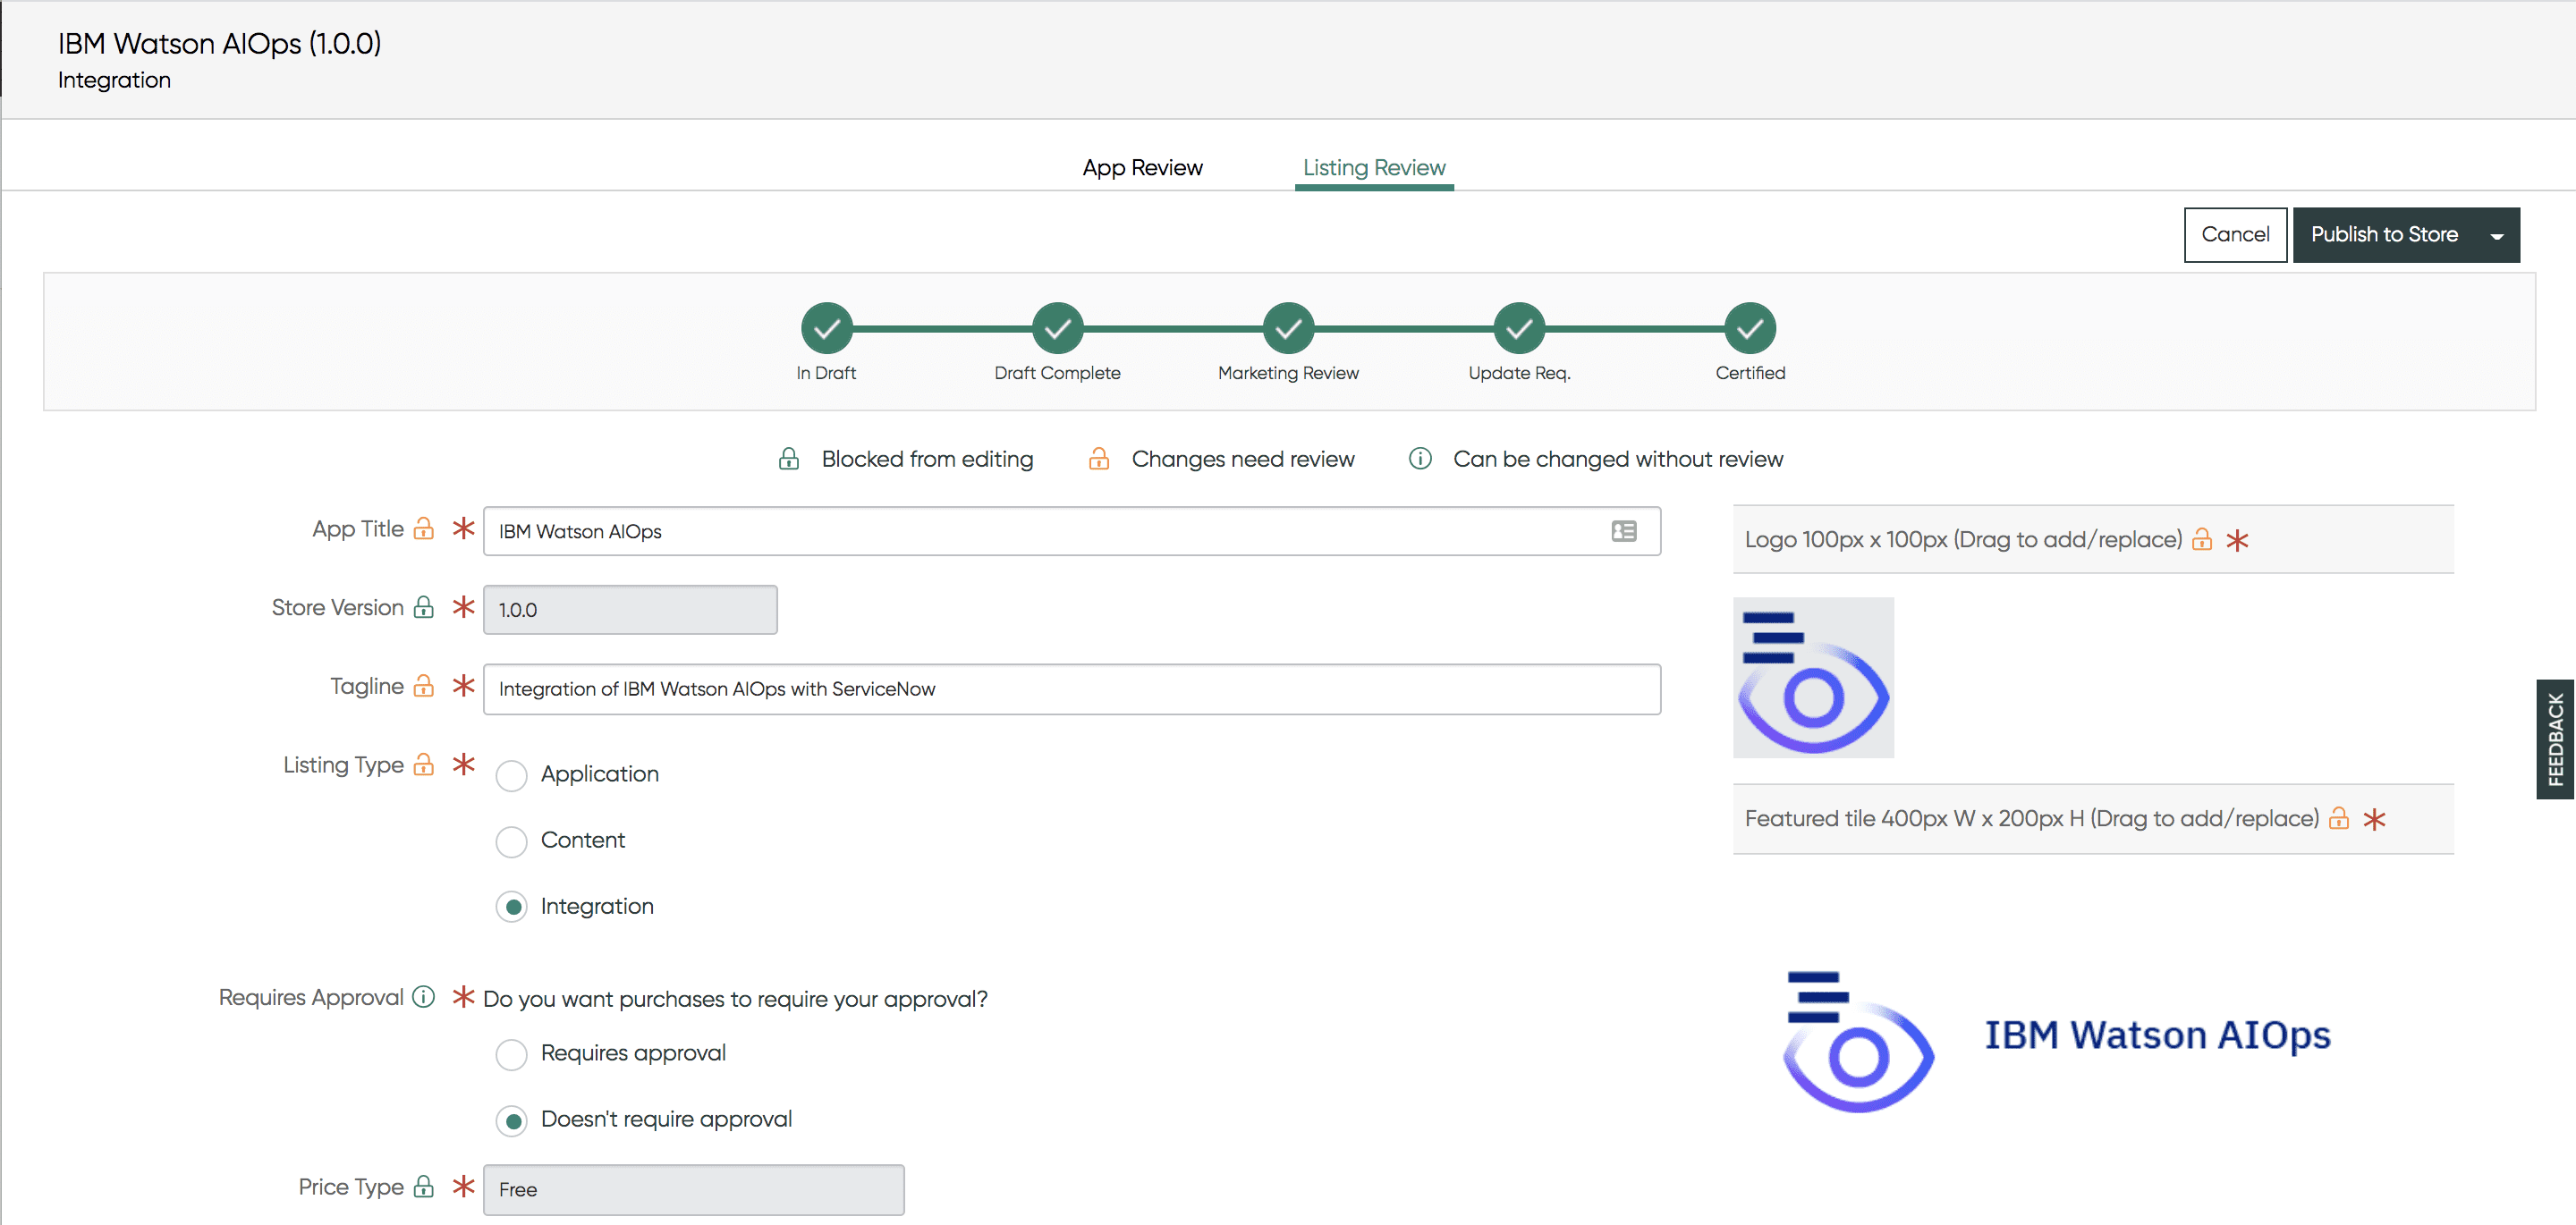 IBM Watson AIOps (1.0.0)
Integration
App Review
Listing Review
Cancel
Publish to Store
In Draft
Draft Complete
Marketing Review
Update Req.
Certified
Blocked from editing
Changes need review
Can be changed without review
App Title * IBM Watson AIOps
Store Version * 1.0.0
Tagline * Integration of IBM Watson AIOps with ServiceNow
Listing Type *
Application
Content
Integration
Requires Approval * Do you want purchases to require your approval?
Requires approval
Doesn't require approval
Price Type * Free
Logo 100px x 100px (Drag to add/replace) *
Featured tile 400px W x 200px H (Drag to add/replace) *
IBM Watson AIOps
FEEDBACK